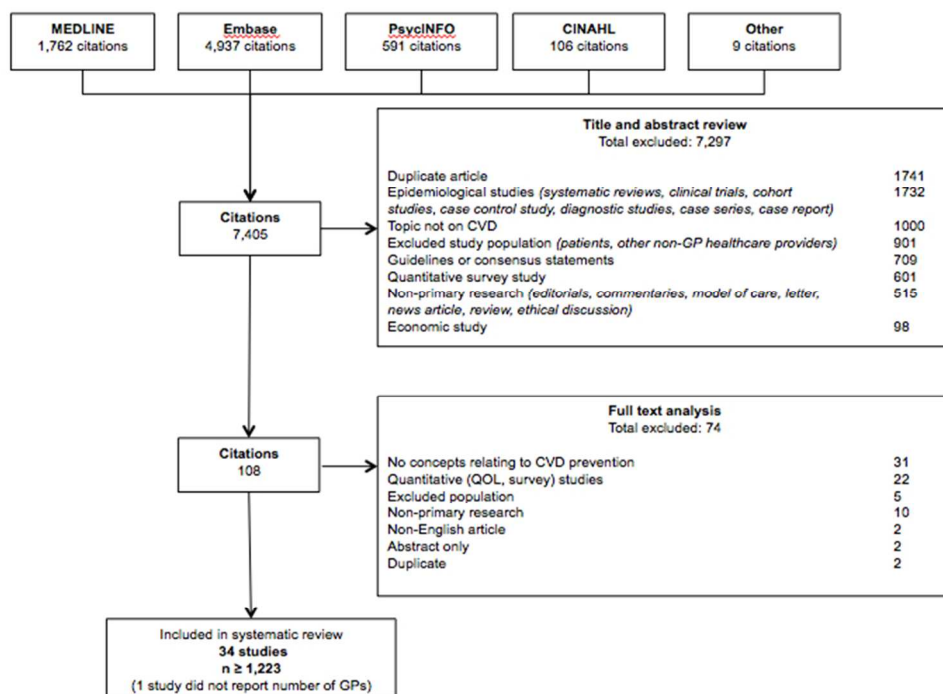 MEDLINE
1,762 citations
Embase
4,937 citations
PsycINFO
591 citations
CINAHL
106 citations
Other
9 citations
Title and abstract review
Total excluded: 7,297
Duplicate article 1741
Epidemiological studies (systematic reviews, clinical trials, cohort 1732
studies, case control study, diagnostic studies, case series, case report)
Topic not on CVD 1000
Excluded study population (patients, other non-GP healthcare providers) 901
Guidelines or consensus statements 709
Quantitative survey study 601
Non-primary research (editorials, commentaries, model of care, letter, 515
news article, review, ethical discussion)
Economic study 98
Citations
7,405
Full text analysis
Total excluded: 74
No concepts relating to CVD prevention 31
Quantitative (QOL, survey) studies 22
Excluded population 5
Non-primary research 10
Non-English article 2
Abstract only 2
Duplicate 2
Citations
108
Included in systematic review
34 studies
n ≥ 1,223
(1 study did not report number of GPs)